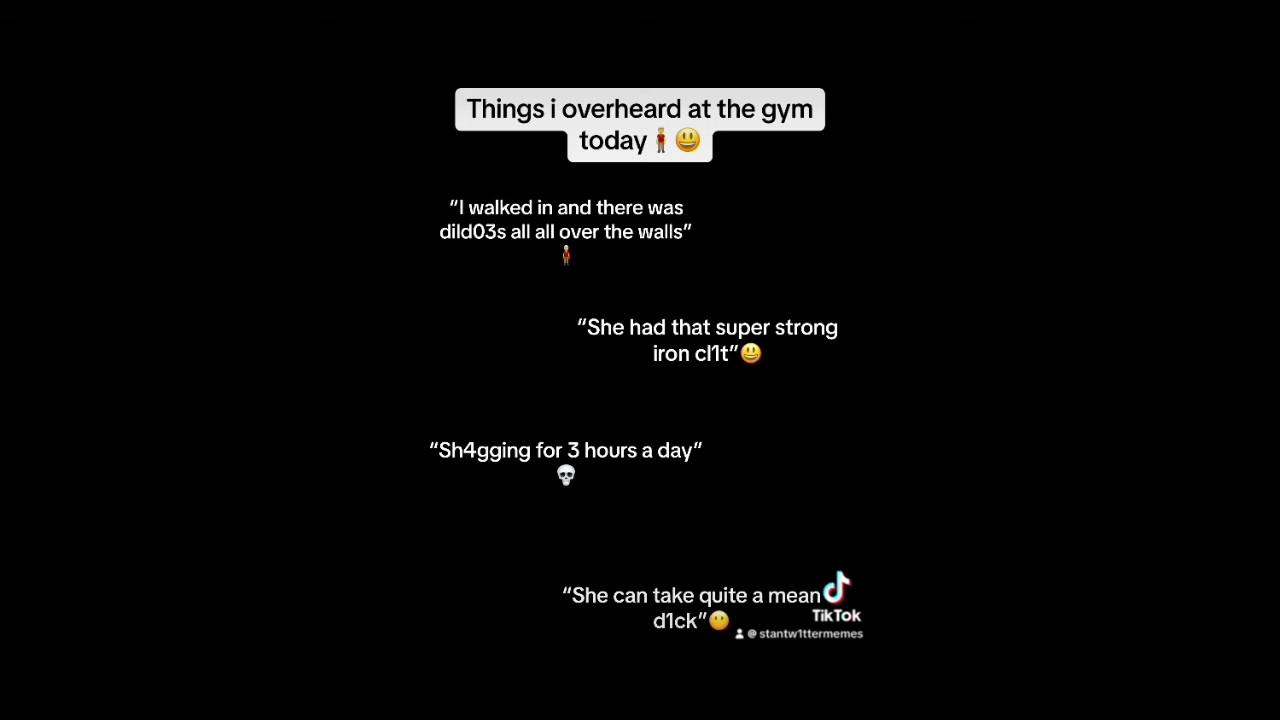 Things i overheard at the gym
today🧍😃
“I walked in and there was
dild03s all all over the walls”
🧍
“She had that super strong
iron cl1t”😃
“Sh4gging for 3 hours a day”
💀
“She can take quite a mean
d1ck”😶
TikTok
@ stantw1ttermemes